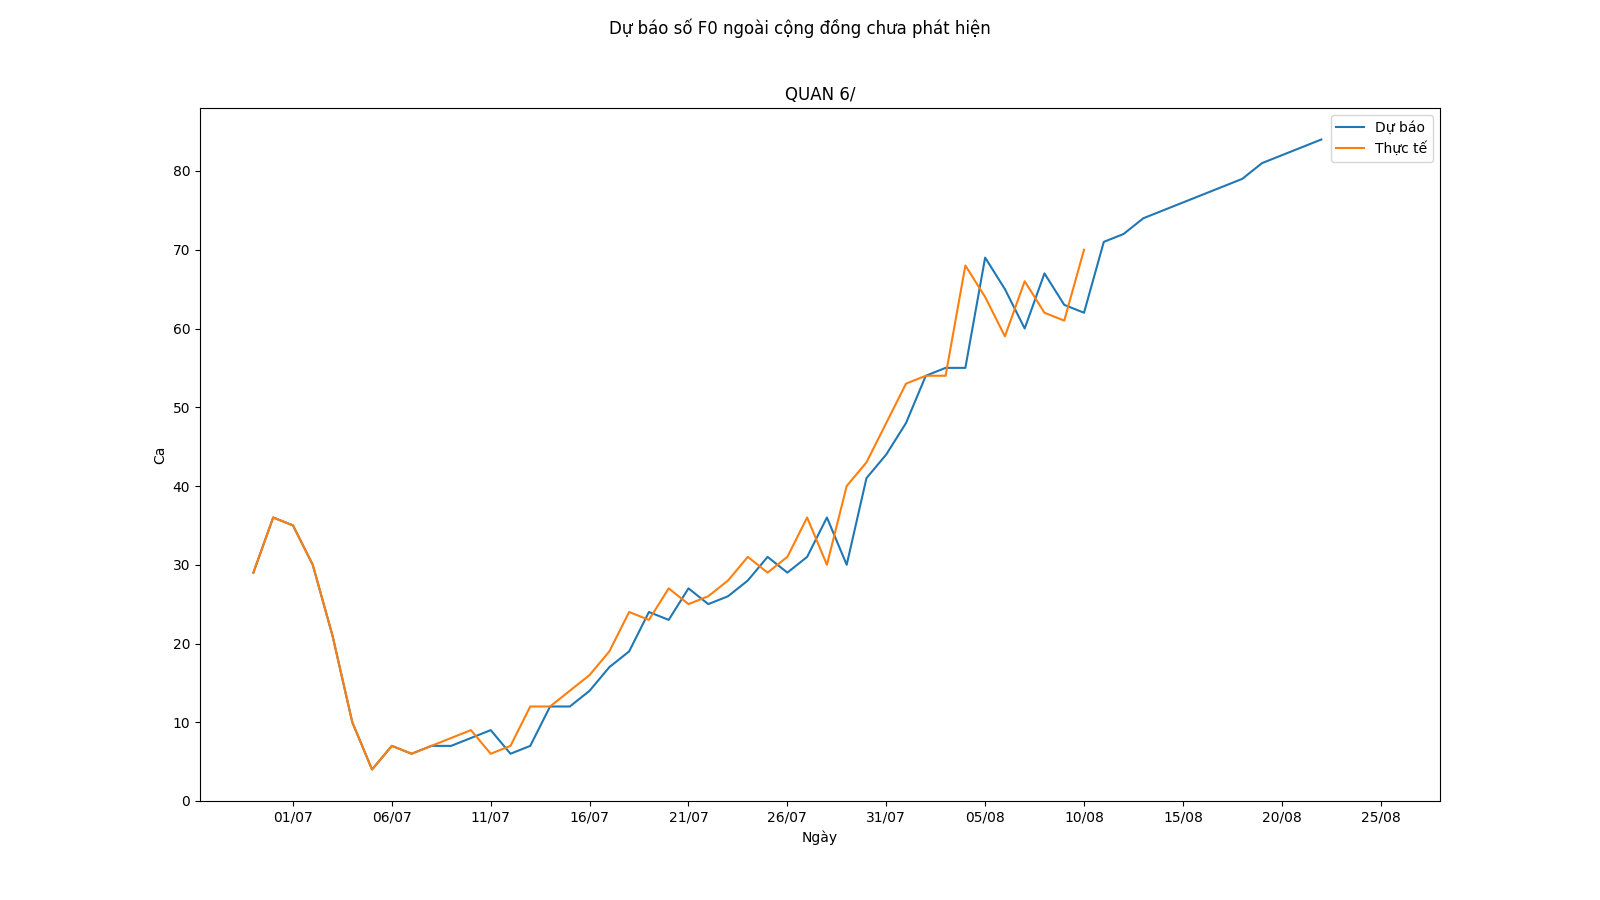 Dự báo số F0 ngoài cộng đồng chưa phát hiện
QUAN 6/
Dự báo
Thực tế
80
70
60
50
40
30
20
10
0
Ca
01/07 06/07 11/07 16/07 21/07 26/07 31/07 05/08 10/08 15/08 20/08 25/08
Ngày